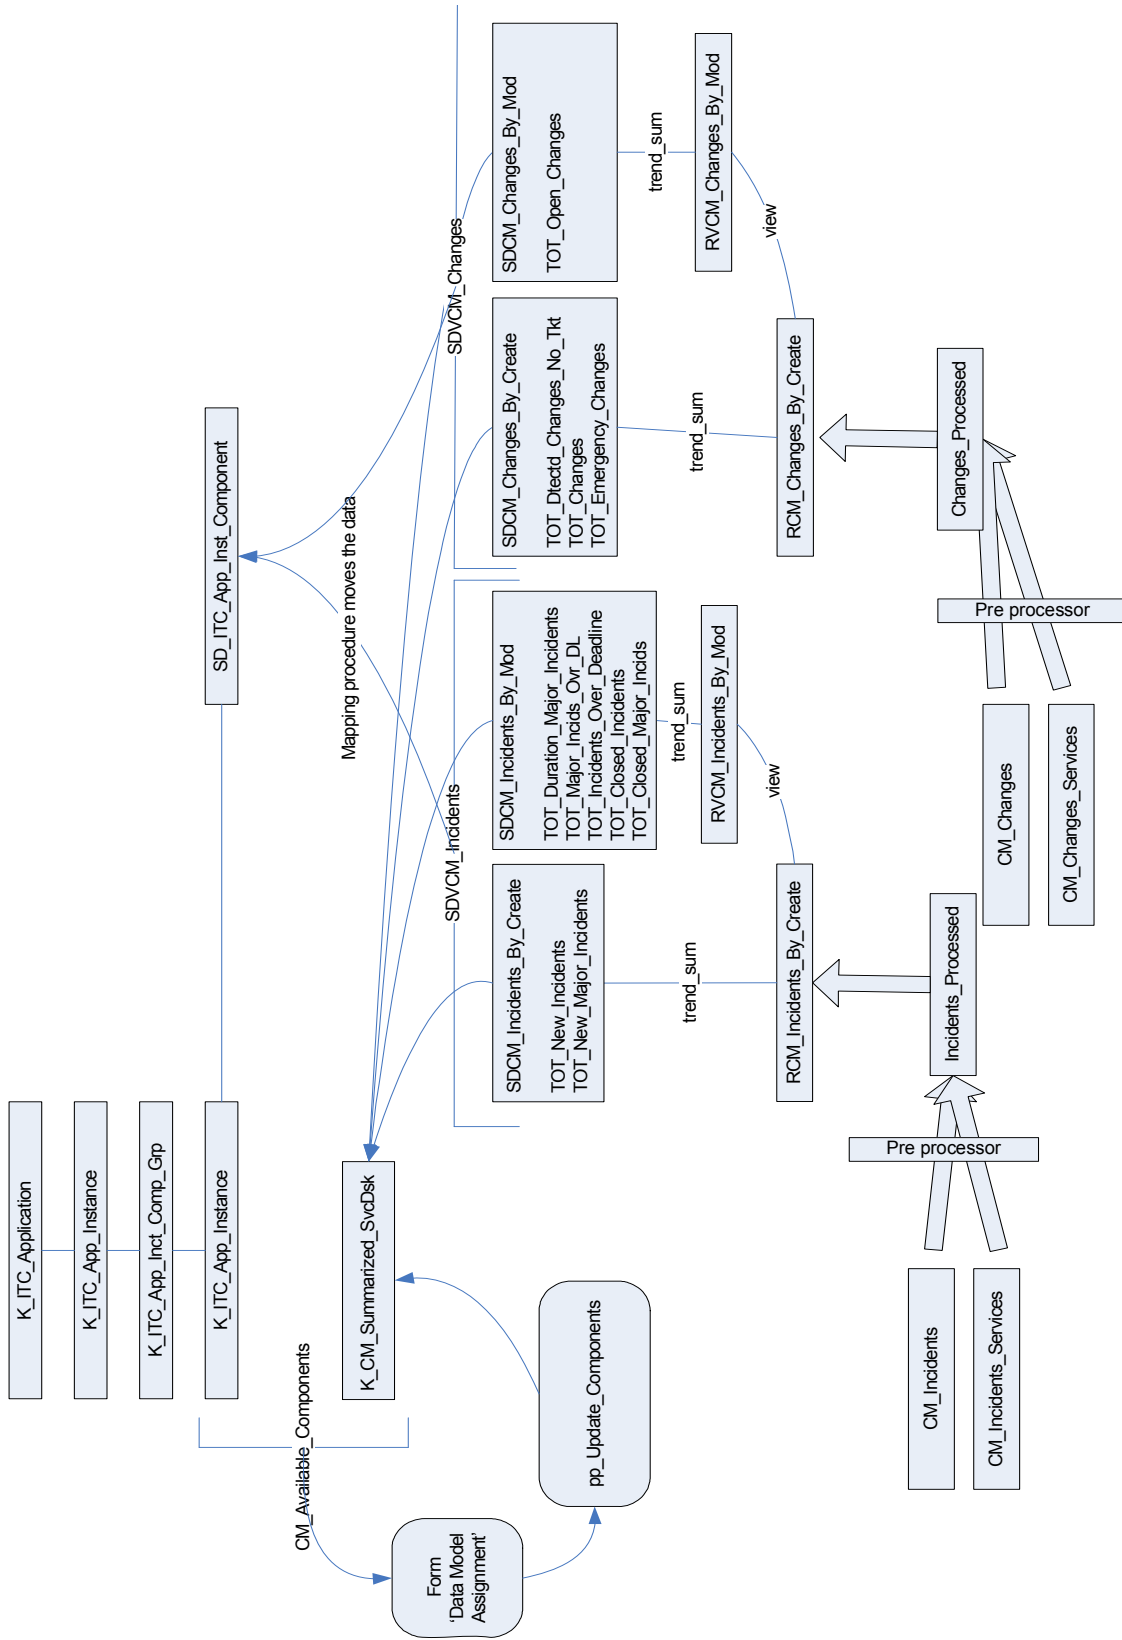 K_ITC_Application
K_ITC_App_Instance
K_ITC_App_Inct_Comp_Grp
K_ITC_App_Instance
SD_ITC_App_Inst_Component
CM_Available_Components
K_CM_Summarized_SvcDsk
Mapping procedure moves the data
Form
‘Data Model
Assignment’
pp_Update_Components
SDVCM_Incidents
SDVCM_Changes
SDCM_Incidents_By_Create
TOT_New_Incidents
TOT_New_Major_Incidents
SDCM_Incidents_By_Mod
TOT_Duration_Major_Incidents
TOT_Major_Incids_Ovr_DL
TOT_Incidents_Over_Deadline
TOT_Closed_Incidents
TOT_Closed_Major_Incids
SDCM_Changes_By_Create
TOT_Dtectd_Changes_No_Tkt
TOT_Changes
TOT_Emergency_Changes
SDCM_Changes_By_Mod
TOT_Open_Changes
trend_sum
trend_sum
trend_sum
trend_sum
RVCM_Incidents_By_Mod
RVCM_Changes_By_Mod
view
view
RCM_Incidents_By_Create
RCM_Changes_By_Create
Incidents_Processed
Changes_Processed
Pre processor
Pre processor
CM_Incidents
CM_Incidents_Services
CM_Changes
CM_Changes_Services